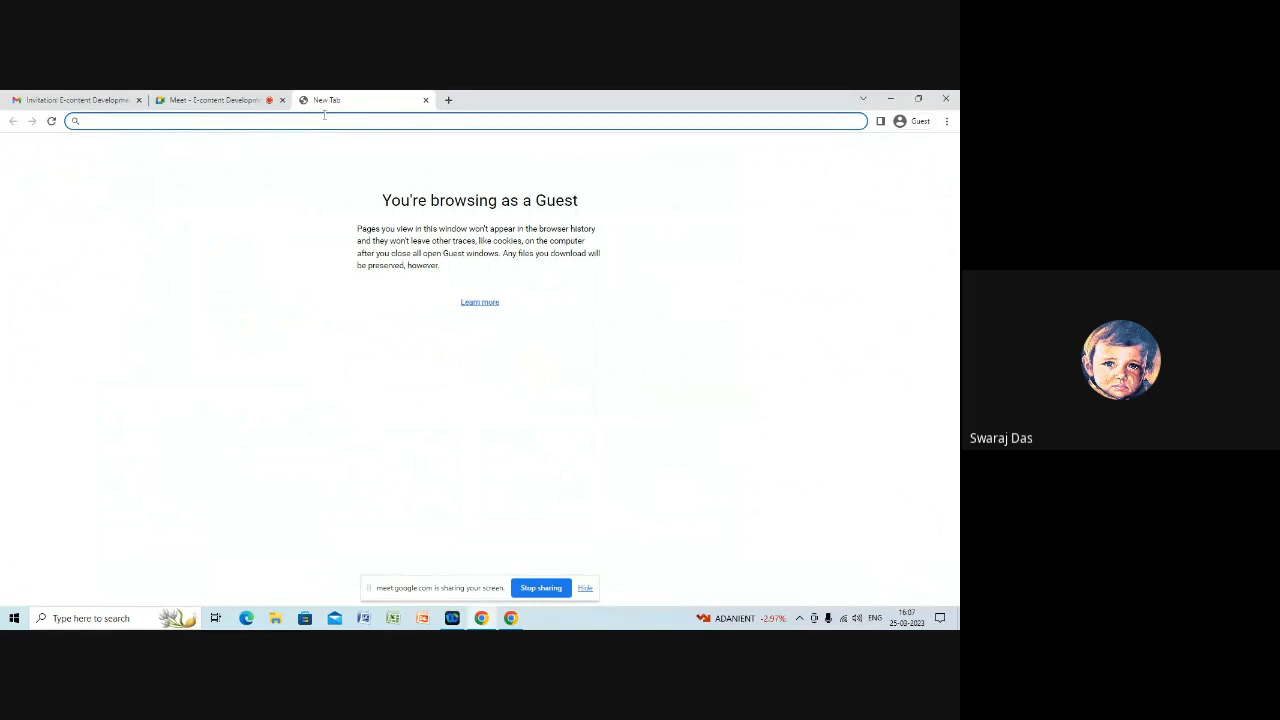 Invitation: E-content Developme
Meet - E-content Developm
New Tab
Guest
You're browsing as a Guest
Pages you view in this window won't appear in the browser history
and they won't leave other traces, like cookies, on the computer
after you close all open Guest windows. Any files you download will
be preserved, however.
Learn more
Swaraj Das
meet.google.com is sharing your screen.
Stop sharing
Hide
Type here to search
ADANIENT -2.97%
ENG
16:07
25-03-2023